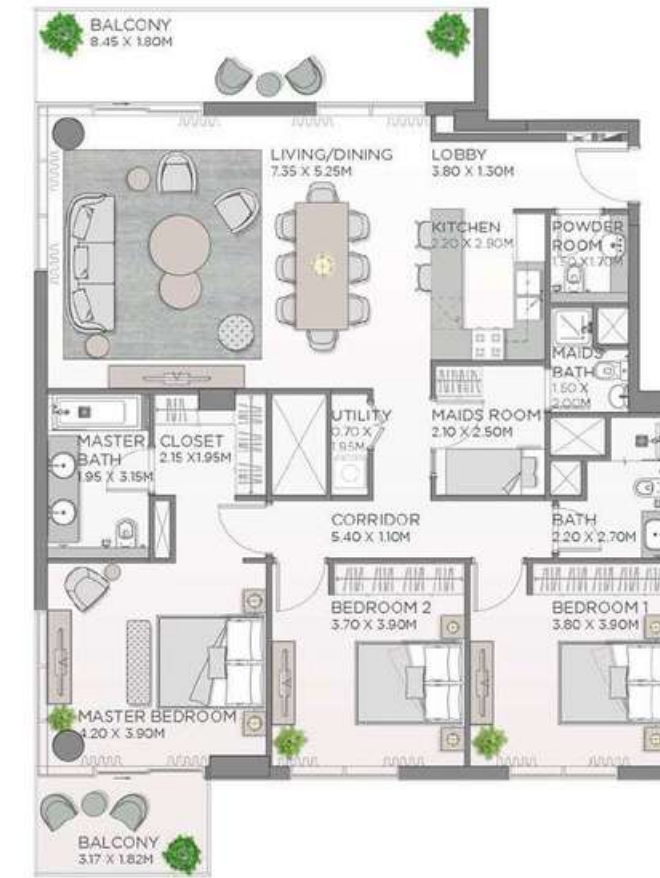 BALCONY
8.45 X 1.80M
LIVING/DINING
7.35 X 5.25M
LOBBY
3.80 X 1.30M
KITCHEN
2.20 X 2.90M
POWDER
ROOM
1.50 X 1.70M
MAIDS
BATH
1.50 X
2.00M
MASTER
BATH
1.95 X 3.15M
CLOSET
2.15 X 1.95M
UTILITY
0.70 X
1.95M
MAIDS ROOM
2.10 X 2.50M
CORRIDOR
5.40 X 1.10M
BATH
2.20 X 2.70M
BEDROOM 2
3.70 X 3.90M
BEDROOM 1
3.80 X 3.90M
MASTER BEDROOM
4.20 X 3.90M
BALCONY
3.17 X 1.82M